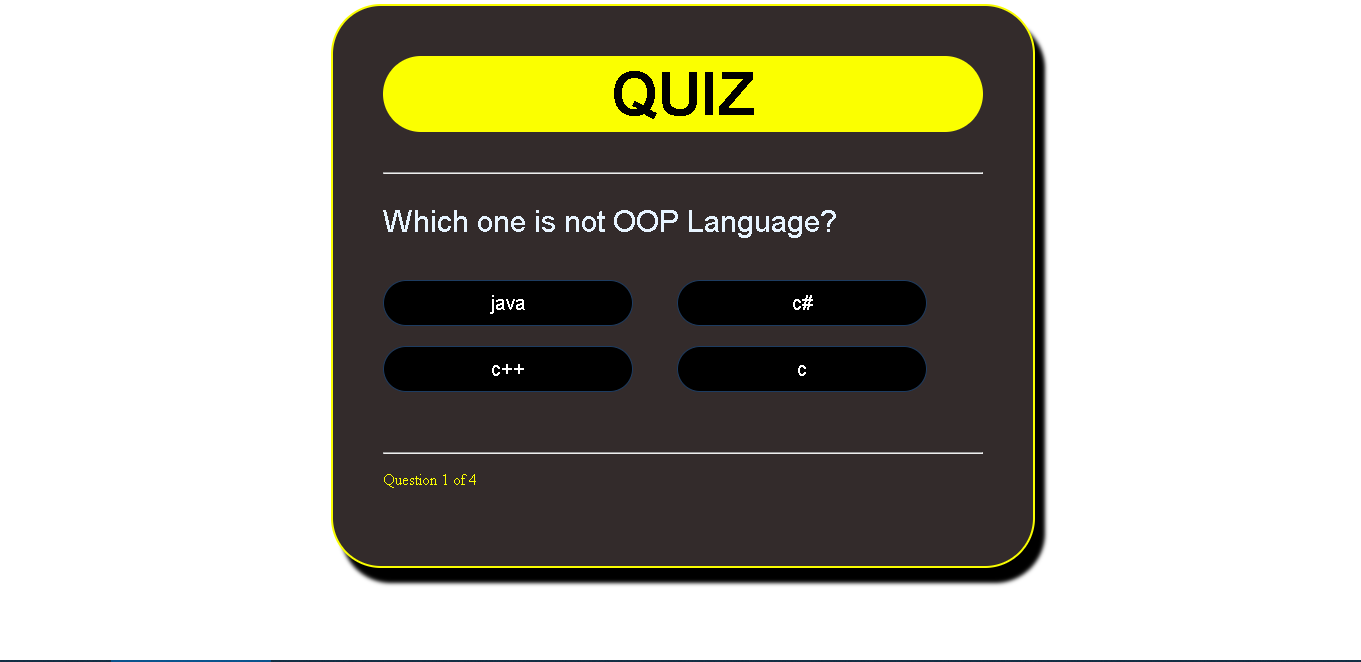 QUIZ
Which one is not OOP Language?
java
c#
c++
c
Question 1 of 4